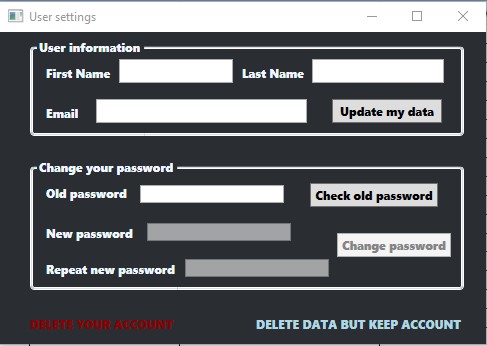 User settings
User information
First Name
Last Name
Email
Update my data
Change your password
Old password
Check old password
New password
Change password
Repeat new password
DELETE YOUR ACCOUNT
DELETE DATA BUT KEEP ACCOUNT